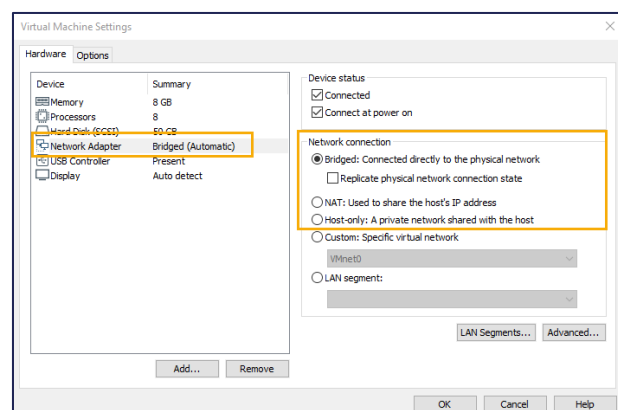 Virtual Machine Settings
Hardware Options
Device Summary
Memory 8 GB
Processors 8
Hard Disk (SCSI) 50 GB
Network Adapter Bridged (Automatic)
USB Controller Present
Display Auto detect
Add... Remove
Device status
Connected
Connect at power on
Network connection
Bridged: Connected directly to the physical network
Replicate physical network connection state
NAT: Used to share the host's IP address
Host-only: A private network shared with the host
Custom: Specific virtual network
VMnet0
LAN segment:
LAN Segments... Advanced...
OK Cancel Help